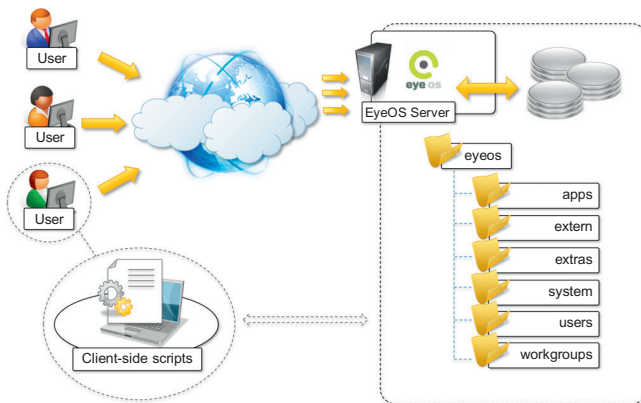 User
User
User
Client-side scripts
eye os
EyeOS Server
eyeos
apps
extern
extras
system
users
workgroups